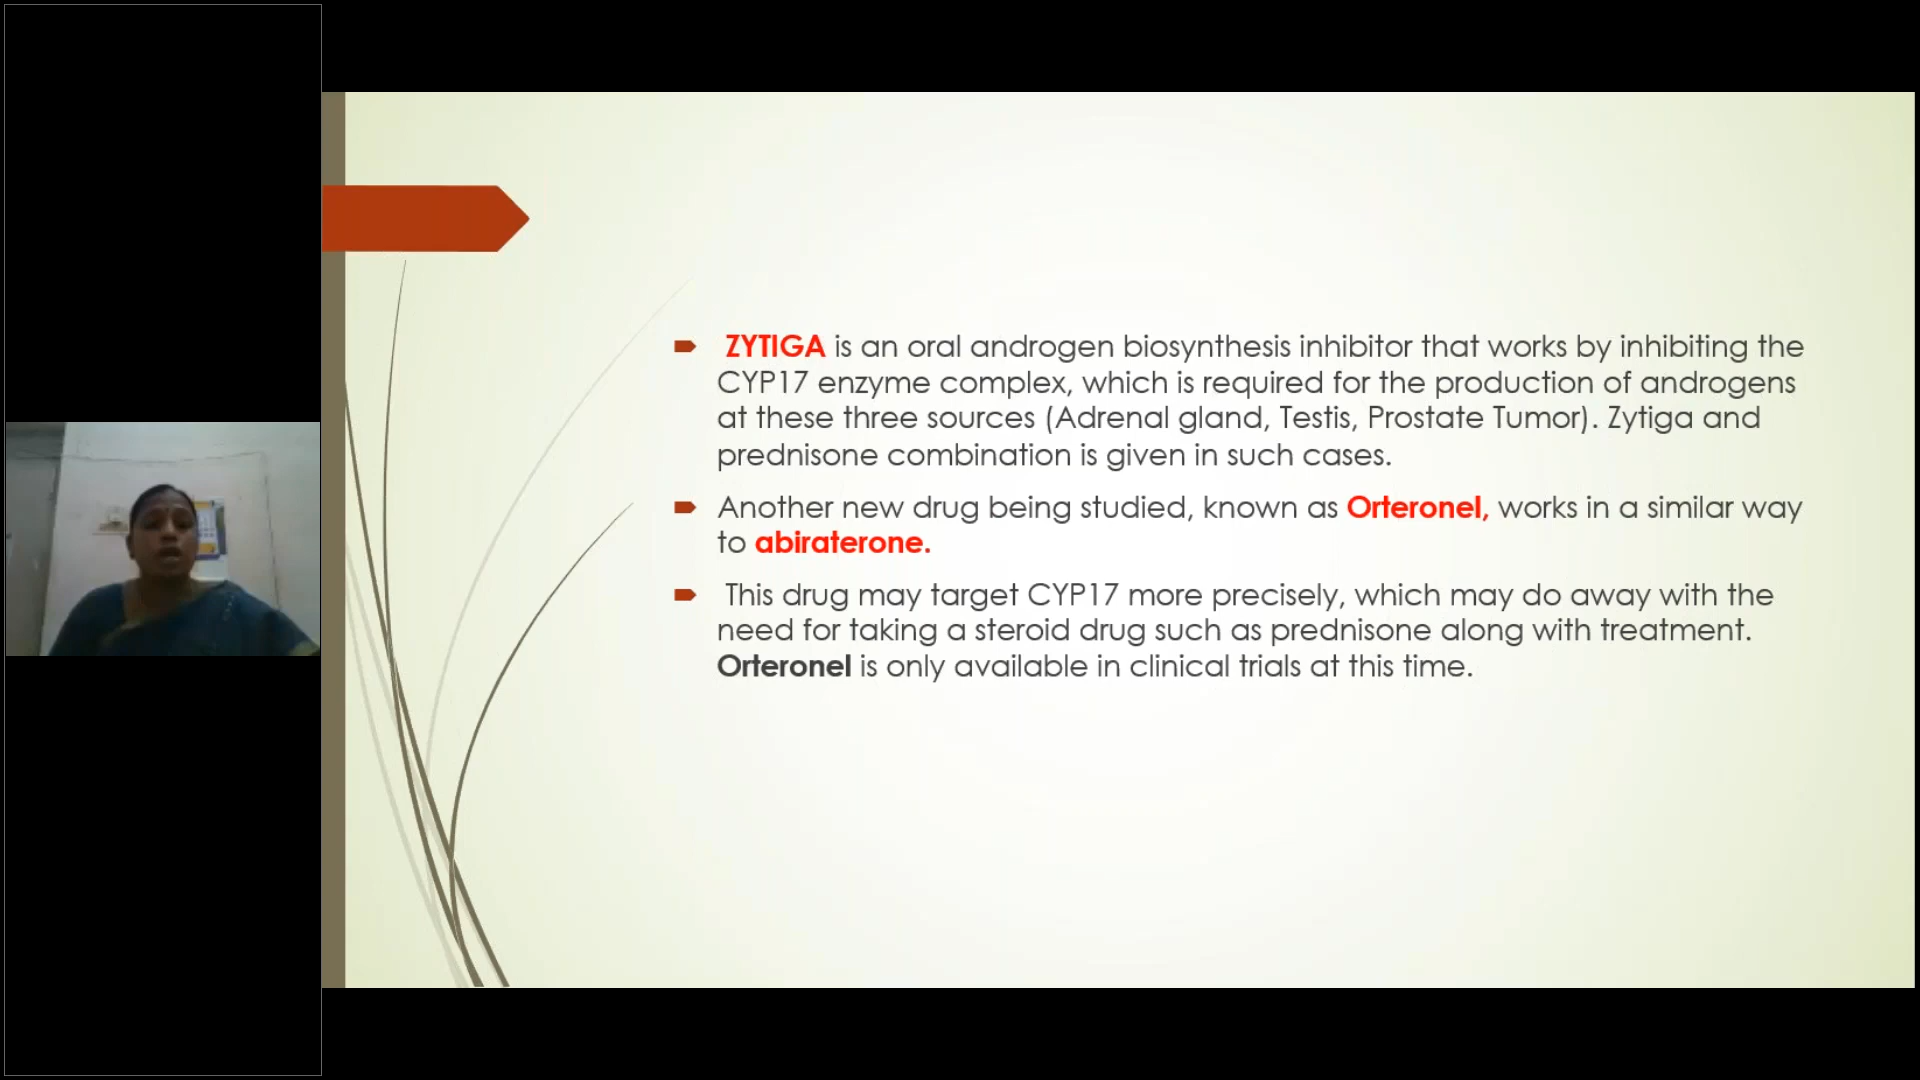 ZYTIGA is an oral androgen biosynthesis inhibitor that works by inhibiting the
CYP17 enzyme complex, which is required for the production of androgens
at these three sources (Adrenal gland, Testis, Prostate Tumor). Zytiga and
prednisone combination is given in such cases.
Another new drug being studied, known as Orteronel, works in a similar way
to abiraterone.
This drug may target CYP17 more precisely, which may do away with the
need for taking a steroid drug such as prednisone along with treatment.
Orteronel is only available in clinical trials at this time.